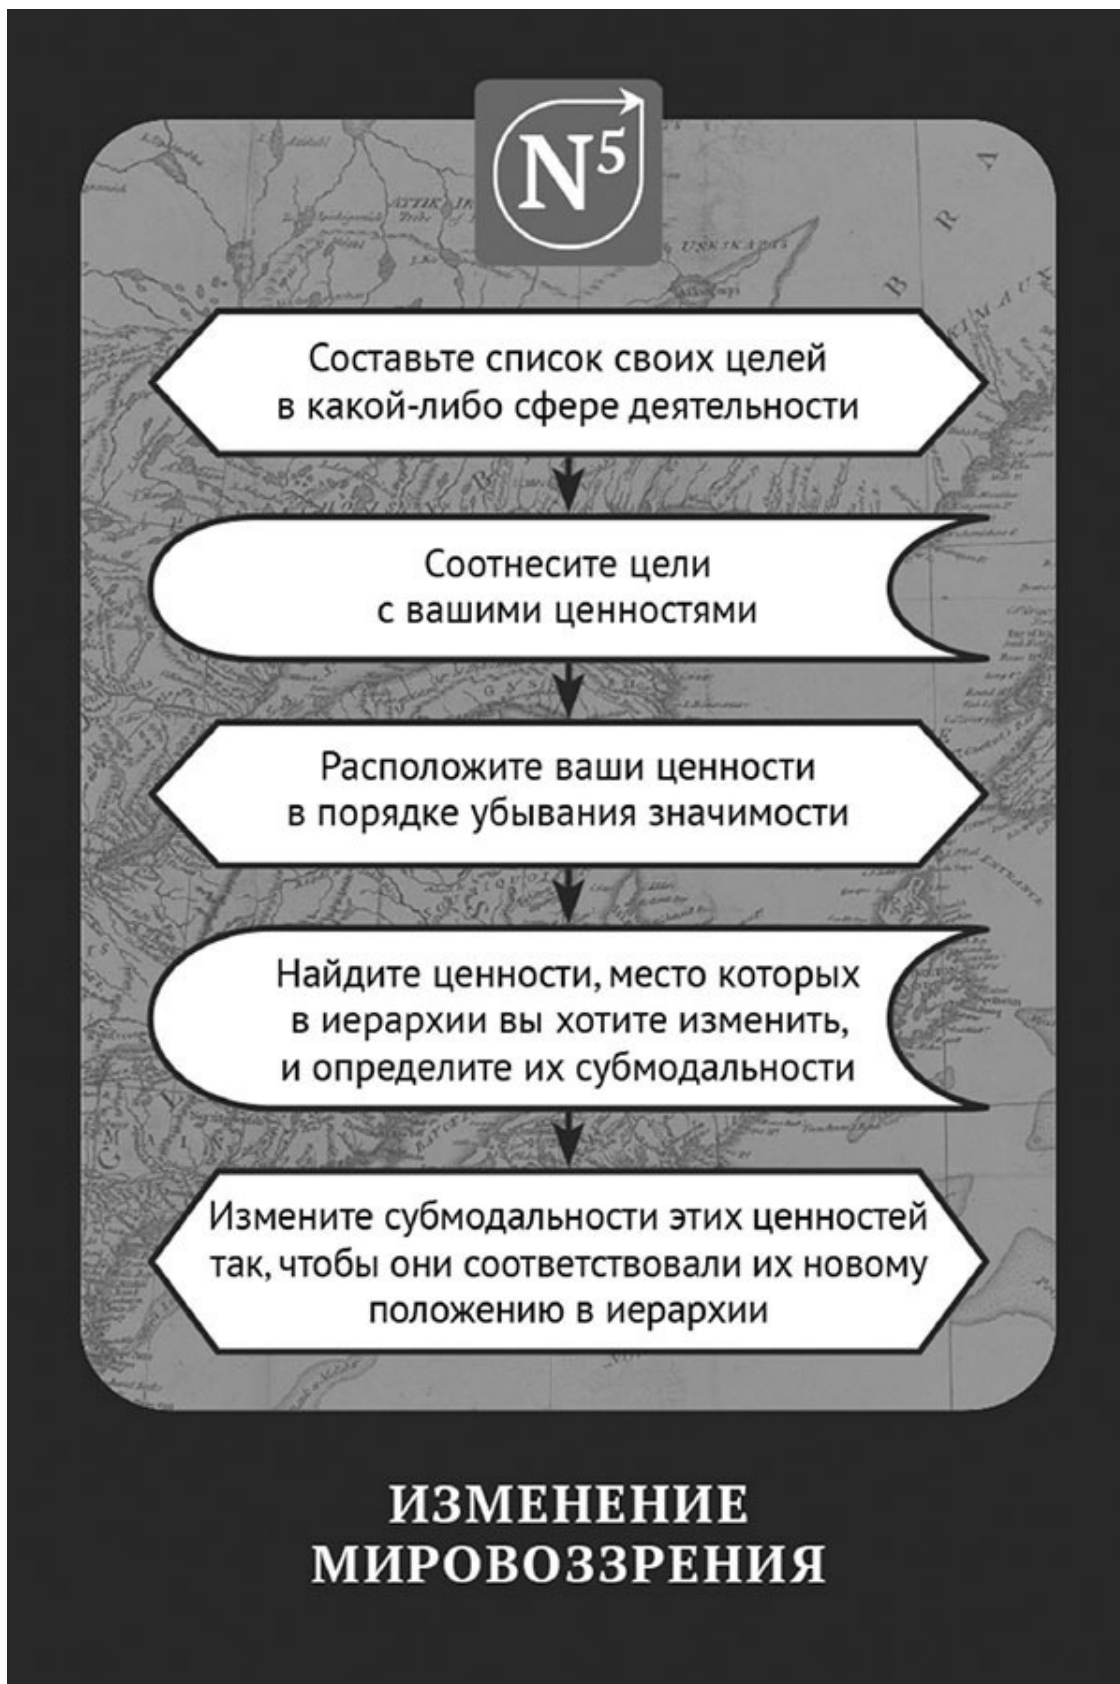 N5
Составьте список своих целей
в какой-либо сфере деятельности
Соотнесите цели
с вашими ценностями
Расположите ваши ценности
в порядке убывания значимости
Найдите ценности, место которых
в иерархии вы хотите изменить,
и определите их субмодальности
Измените субмодальности этих ценностей
так, чтобы они соответствовали их новому
положению в иерархии
ИЗМЕНЕНИЕ
МИРОВОЗЗРЕНИЯ